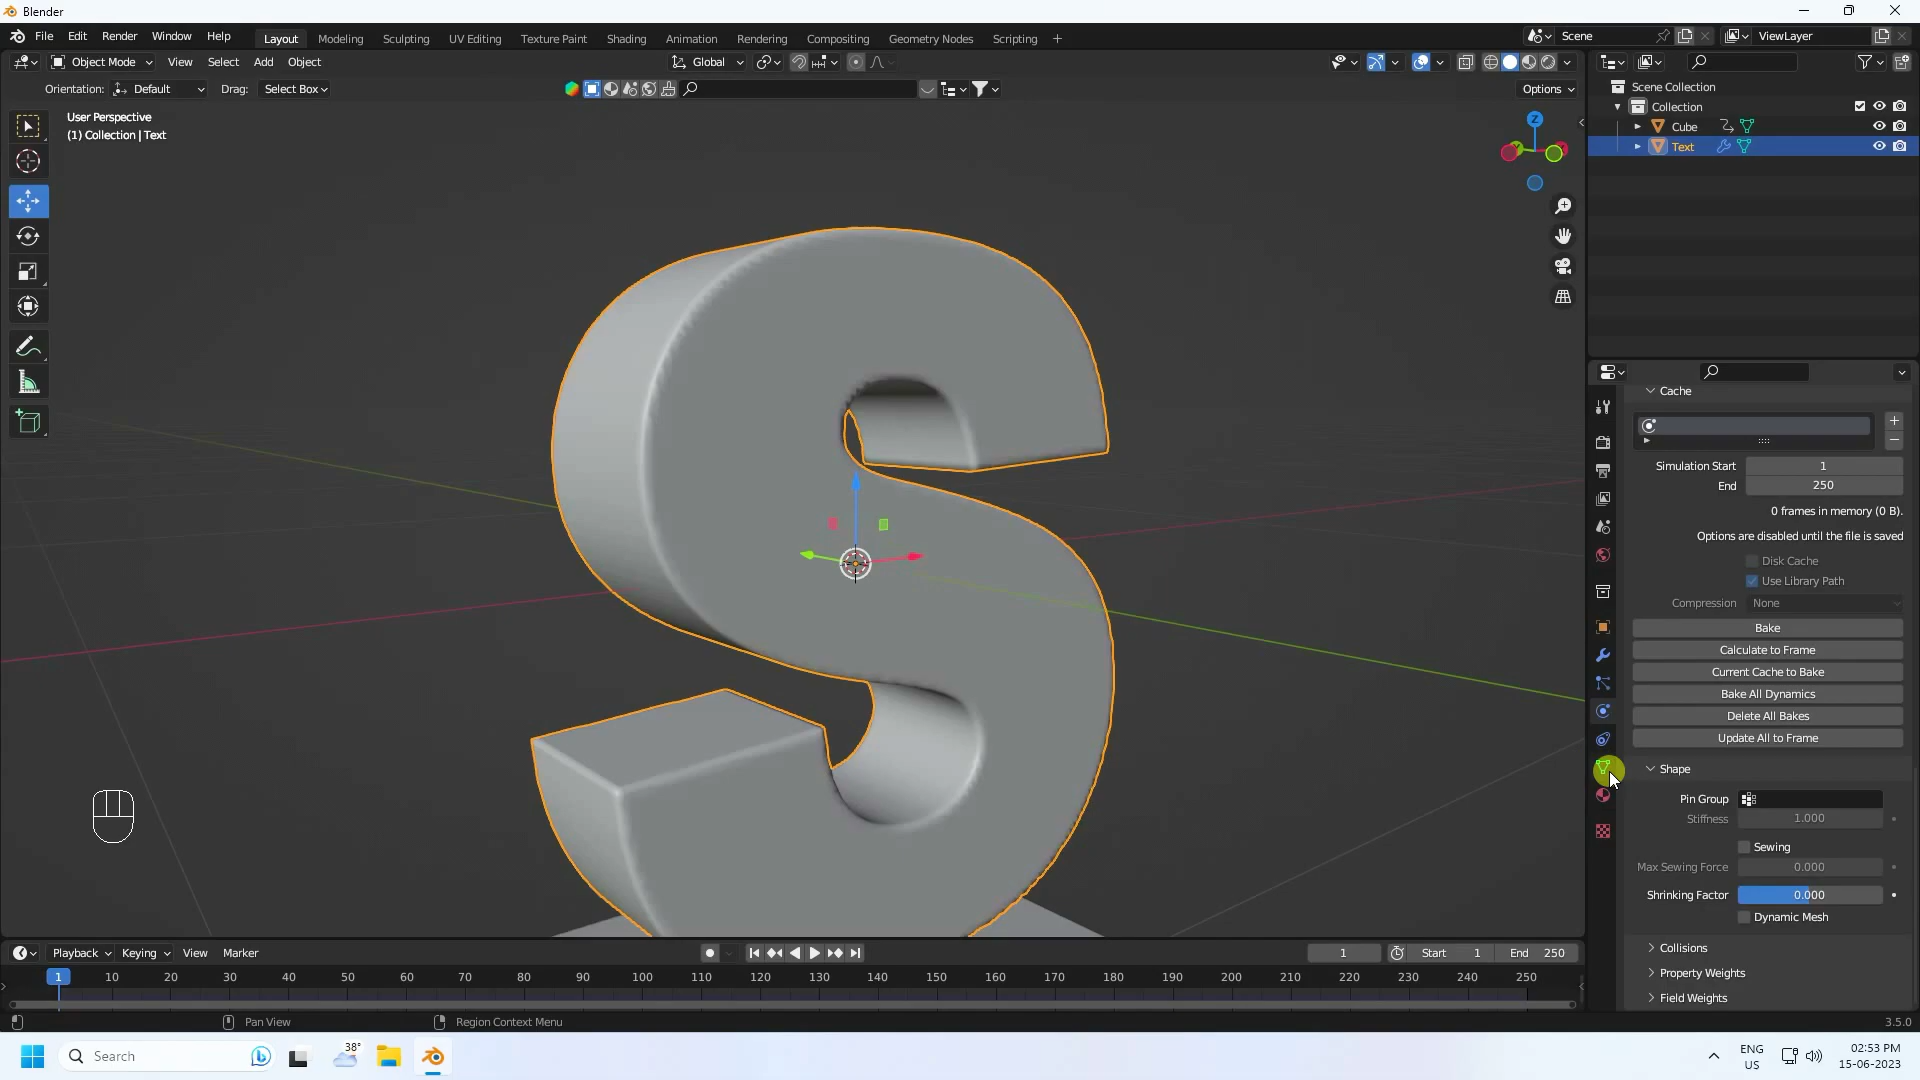 Blender
File Edit Render Window Help
Layout Modeling Sculpting UV Editing Texture Paint Shading Animation Rendering Compositing Geometry Nodes Scripting +
Scene
ViewLayer
Object Mode View Select Add Object
Global
Orientation: Default Drag: Select Box
Options
User Perspective
(1) Collection | Text
Z
Scene Collection
Collection
Cube
Text
Cache
Simulation Start 1
End 250
0 frames in memory (0 B).
Options are disabled until the file is saved
Disk Cache
Use Library Path
Compression None
Bake
Calculate to Frame
Current Cache to Bake
Bake All Dynamics
Delete All Bakes
Update All to Frame
Shape
Pin Group
Stiffness 1.000
Sewing
Max Sewing Force 0.000
Shrinking Factor 0.000
Dynamic Mesh
Collisions
Property Weights
Field Weights
S
Playback Keying View Marker
1 Start 1 End 250
1 10 20 30 40 50 60 70 80 90 100 110 120 130 140 150 160 170 180 190 200 210 220 230 240 250
Pan View Region Context Menu 3.5.0
Search
38°
ENG
US
02:53 PM
15-06-2023